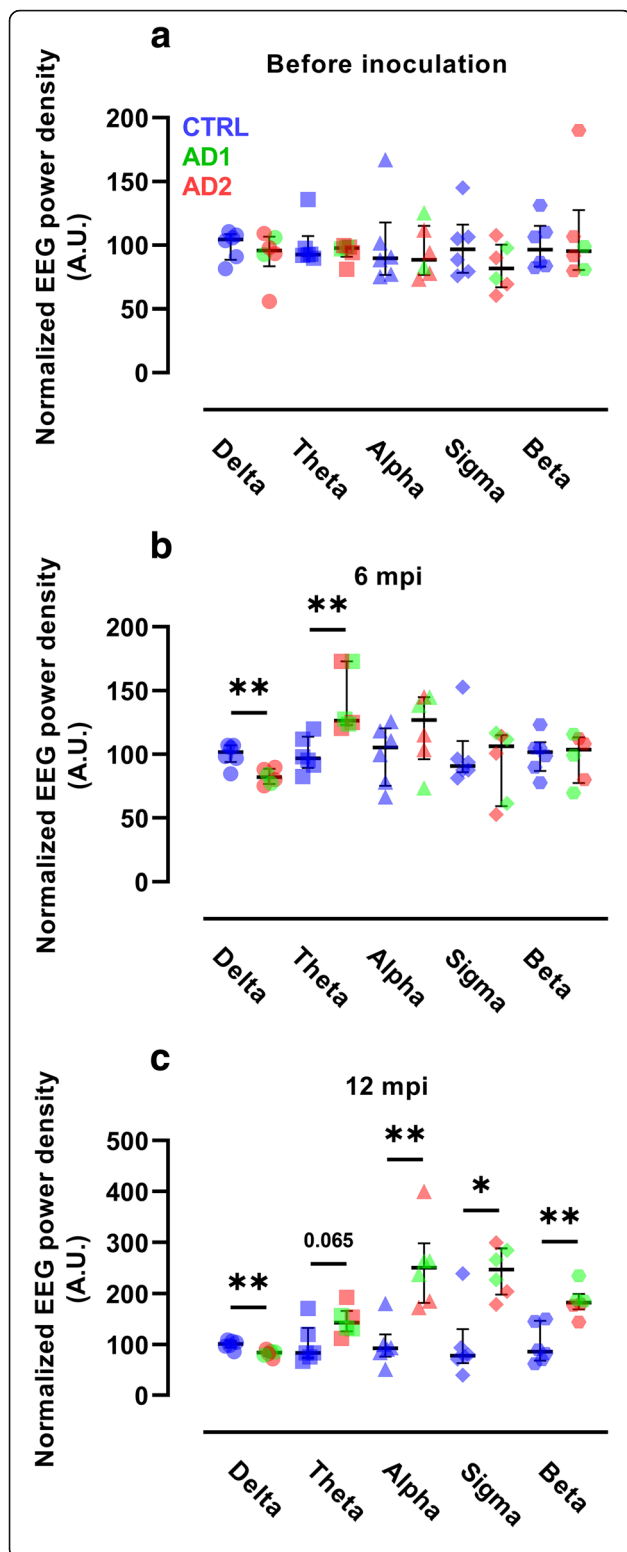 a
Before inoculation
Normalized EEG power density
(A.U.)
200
150
100
50
0
CTRL
AD1
AD2
Delta
Theta
Alpha
Sigma
Beta
b
6 mpi
Normalized EEG power density
(A.U.)
200
150
100
50
0
**
**
Delta
Theta
Alpha
Sigma
Beta
c
12 mpi
Normalized EEG power density
(A.U.)
500
400
300
200
100
0
**
0.065
**
*
**
Delta
Theta
Alpha
Sigma
Beta